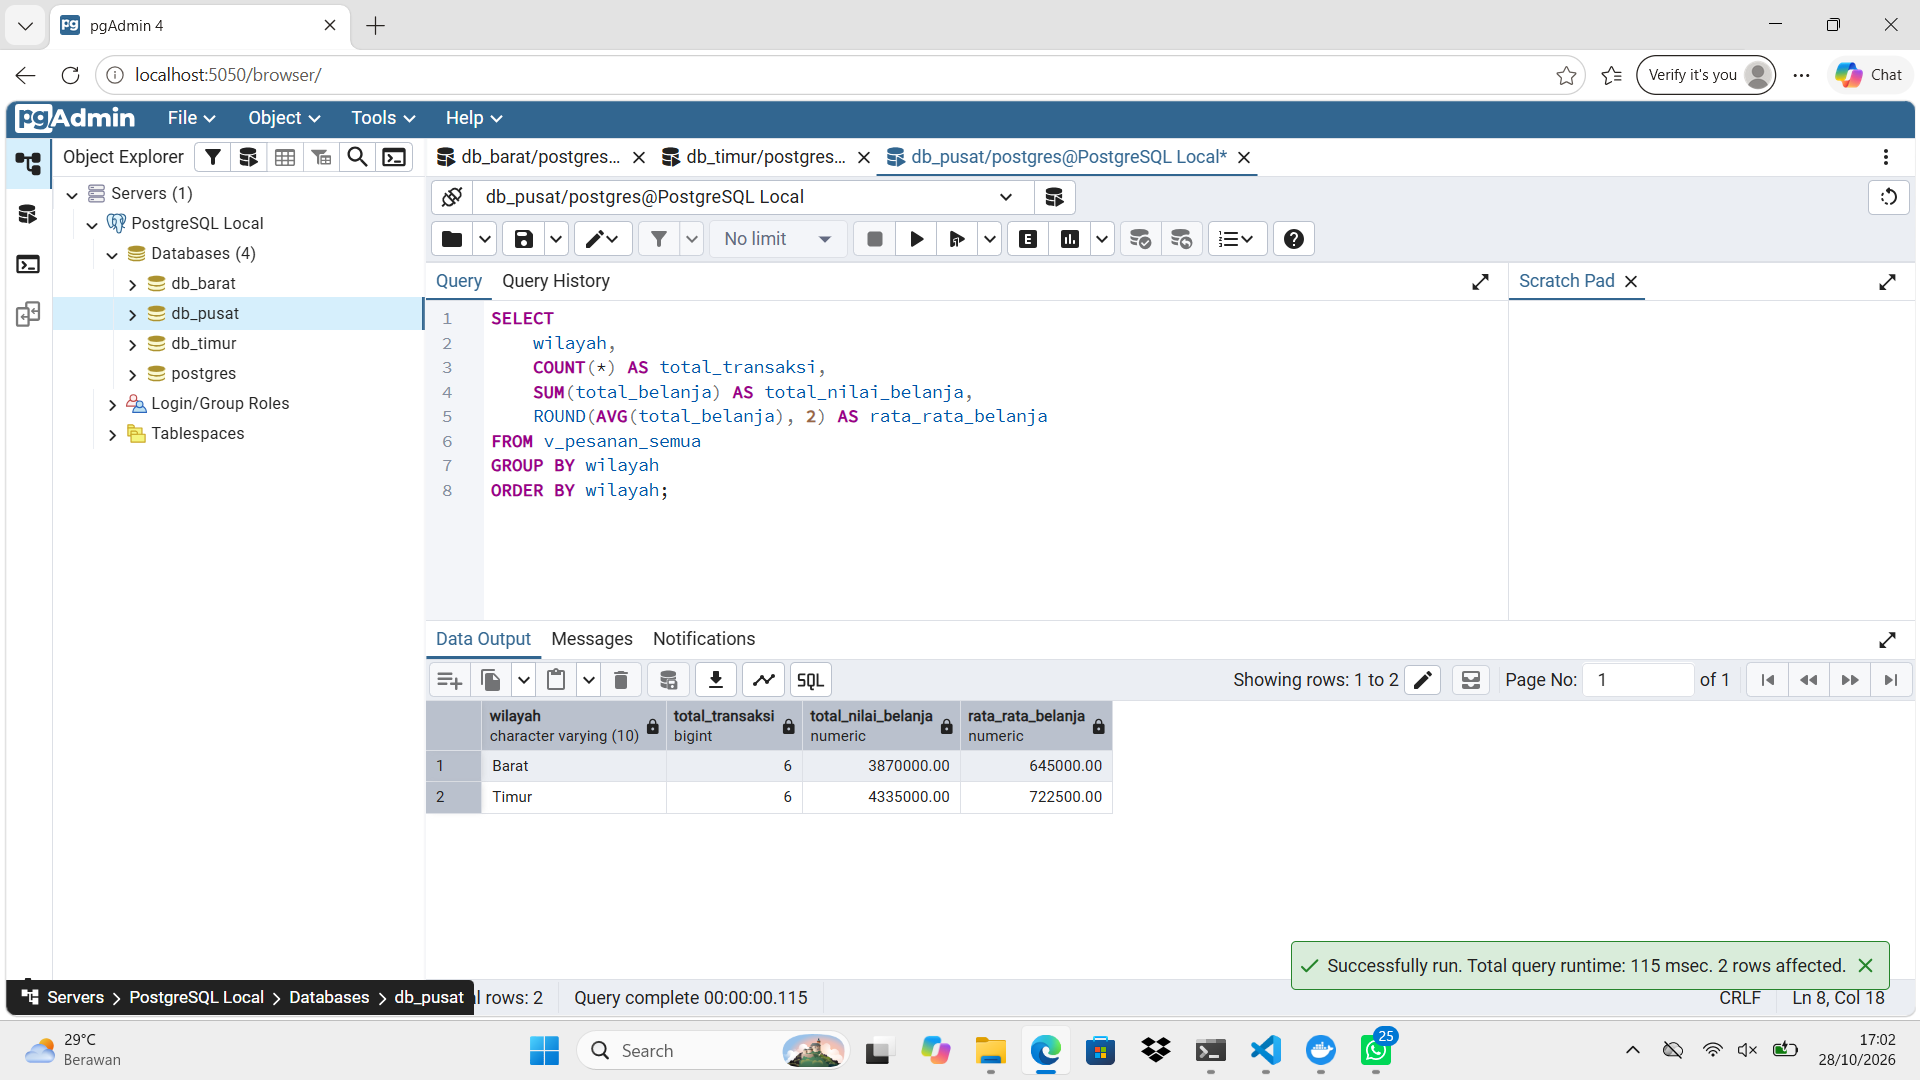 pgAdmin 4
localhost:5050/browser/
Verify it's you
Chat
pgAdmin File Object Tools Help
Object Explorer
db_barat/postgres... db_timur/postgres... db_pusat/postgres@PostgreSQL Local*
Servers (1)
PostgreSQL Local
Databases (4)
db_barat
db_pusat
db_timur
postgres
Login/Group Roles
Tablespaces
db_pusat/postgres@PostgreSQL Local
No limit
E
Query Query History
Scratch Pad
1 SELECT
2 wilayah,
3 COUNT(*) AS total_transaksi,
4 SUM(total_belanja) AS total_nilai_belanja,
5 ROUND(AVG(total_belanja), 2) AS rata_rata_belanja
6 FROM v_pesanan_semua
7 GROUP BY wilayah
8 ORDER BY wilayah;
Data Output Messages Notifications
SQL
Showing rows: 1 to 2
Page No: 1 of 1
wilayah total_transaksi total_nilai_belanja rata_rata_belanja
character varying (10) bigint numeric numeric
1 Barat 6 3870000.00 645000.00
2 Timur 6 4335000.00 722500.00
Successfully run. Total query runtime: 115 msec. 2 rows affected.
Servers PostgreSQL Local Databases db_pusat
rows: 2
Query complete 00:00:00.115
CRLF
Ln 8, Col 18
29°C
Berawan
Search
25
17:02
28/10/2026